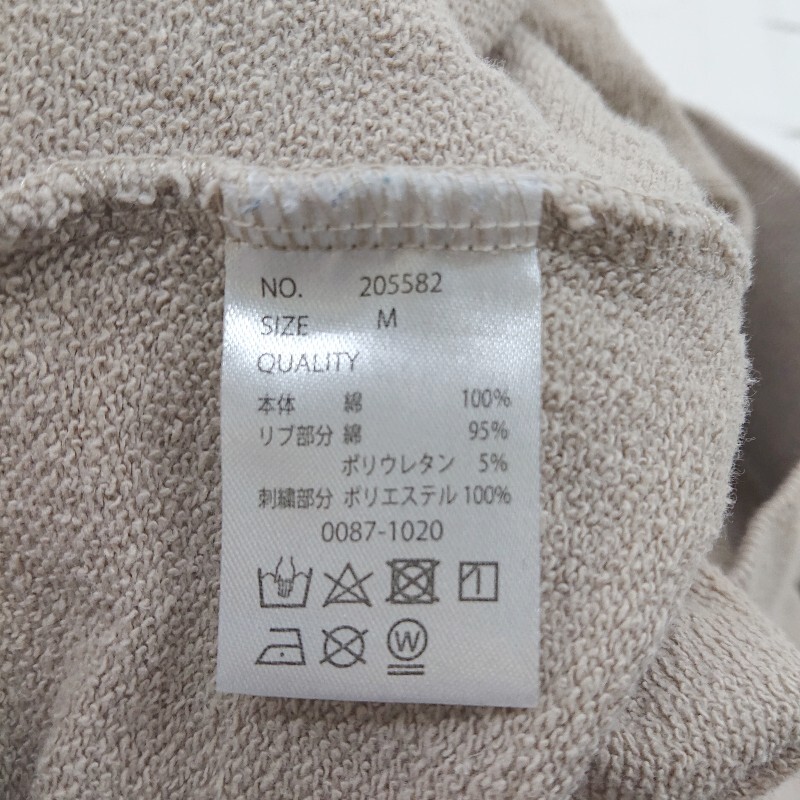 NO. 205582
SIZE M
QUALITY
本体 綿 100%
リブ部分 綿 95%
ポリウレタン 5%
刺繍部分 ポリエステル 100%
0087-1020
W